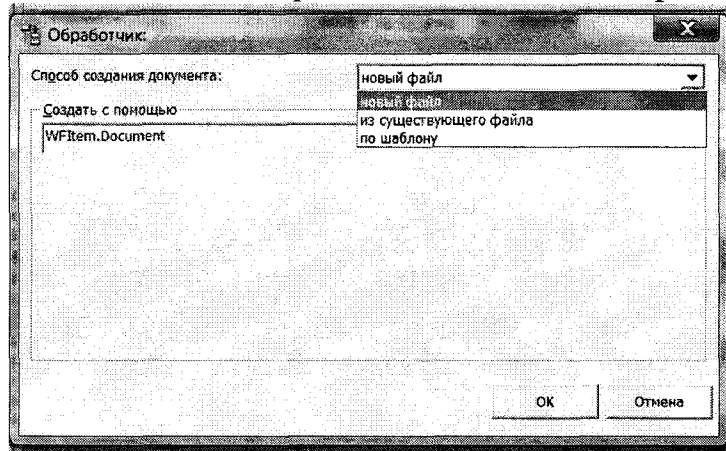 Обработчик:
Способ создания документа:
новый файл
новый файл
Создать с помощью
из существующего файла
WFItem.Document
по шаблону
OK
Отмена